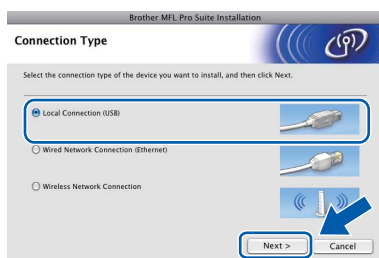 Brother MFL Pro Suite Installation
Connection Type
Select the connection type of the device you want to install, and then click Next.
Local Connection (USB)
Wired Network Connection (Ethernet)
Wireless Network Connection
Next >
Cancel